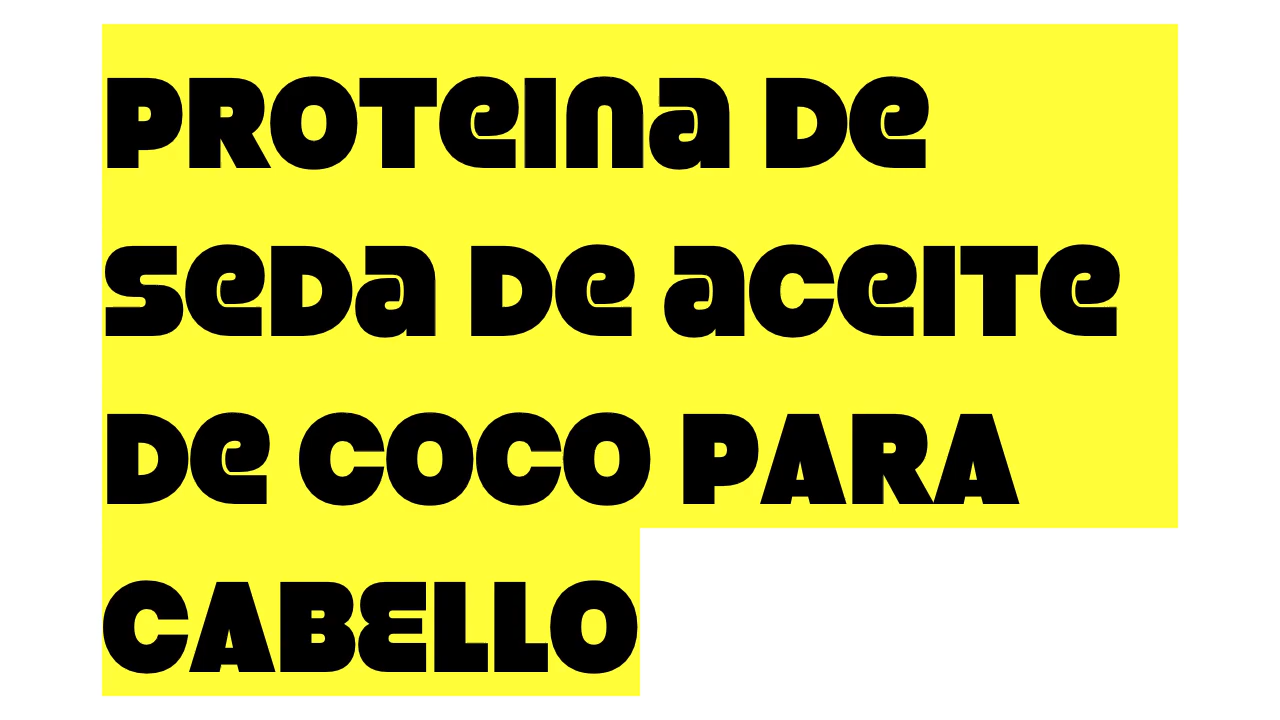 PROTeIna De
SeDa De aCeITe
De COCO PARA
CABELLO